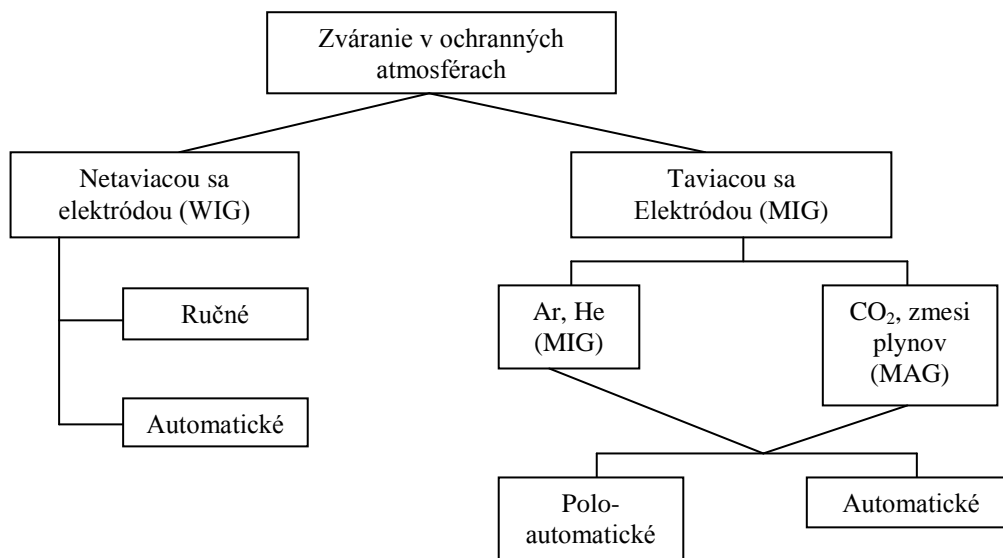 Zváranie v ochranných
atmosférach
Netaviacou sa
elektródou (WIG)
Taviacou sa
Elektródou (MIG)
Ručné
Automatické
Ar, He
(MIG)
CO₂, zmesi
plynov
(MAG)
Polo-
automatické
Automatické